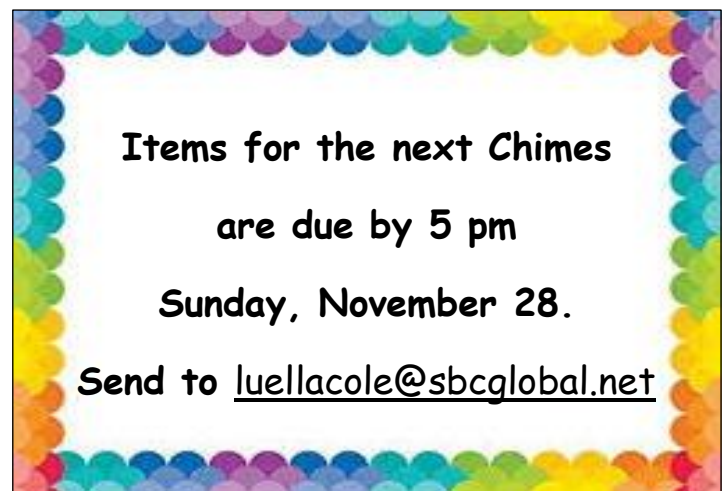 Items for the next Chimes
are due by 5 pm
Sunday, November 28.
Send to luellacole@sbcglobal.net